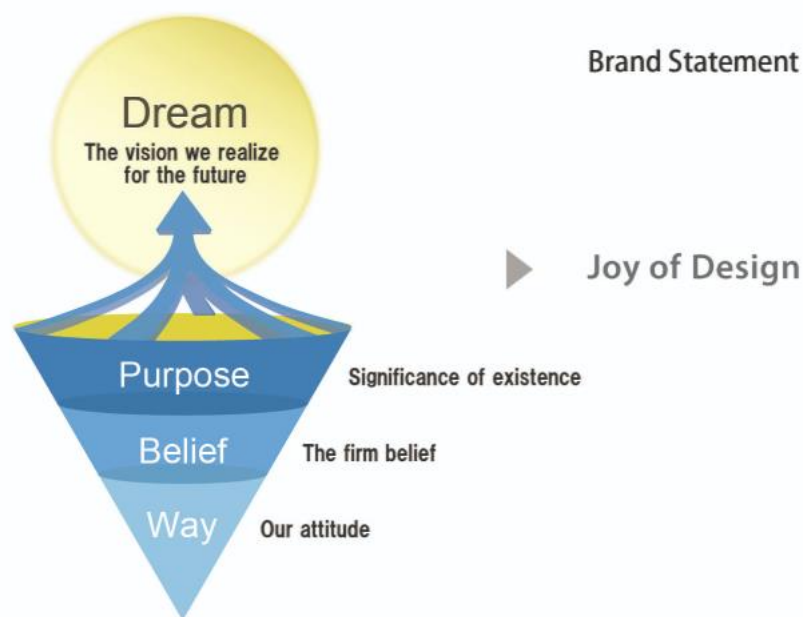 Brand Statement
Dream
The vision we realize
for the future
Joy of Design
Purpose
Significance of existence
Belief
The firm belief
Way
Our attitude